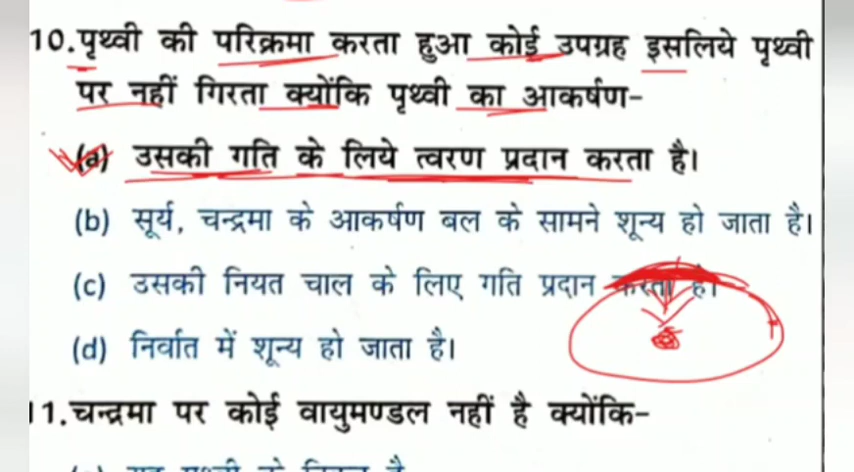 10.पृथ्वी की परिक्रमा करता हुआ कोई उपग्रह इसलिये पृथ्वी
पर नहीं गिरता क्योंकि पृथ्वी का आकर्षण-
(a) उसकी गति के लिये त्वरण प्रदान करता है।
(b) सूर्य, चन्द्रमा के आकर्षण बल के सामने शून्य हो जाता है।
(c) उसकी नियत चाल के लिए गति प्रदान करता है।
(d) निर्वात में शून्य हो जाता है।
11.चन्द्रमा पर कोई वायुमण्डल नहीं है क्योंकि-